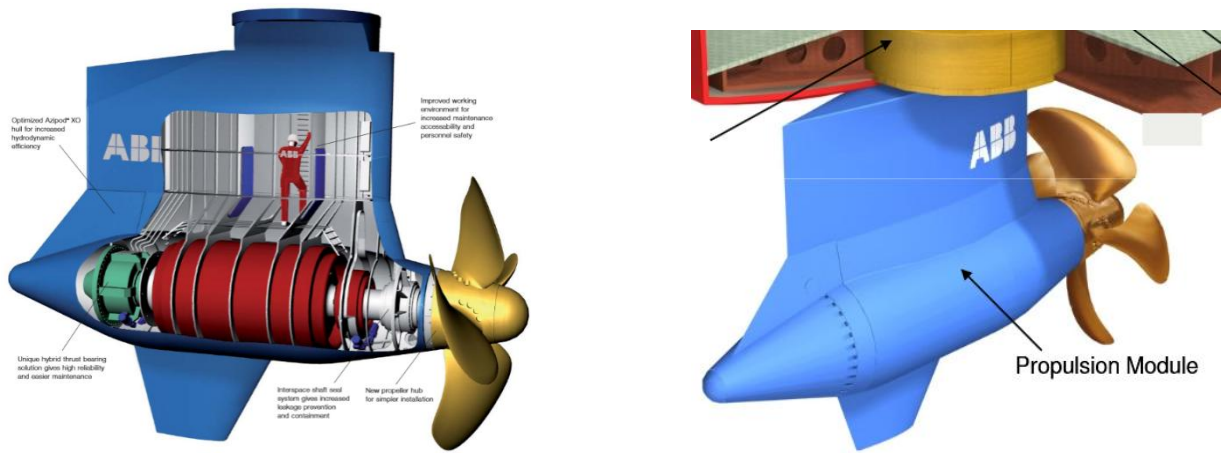 Optimized Azipod® XO
hull for increased
hydrodynamic
efficiency
Improved working
environment for
increased maintenance
accessability and
personnel safety
ABB
ABB
Unique hybrid thrust bearing
solution gives high reliability
and easier maintenance
Interspace shaft seal
system gives increased
leakage prevention
and containment
New propeller hub
for simpler installation
ABB
Propulsion Module